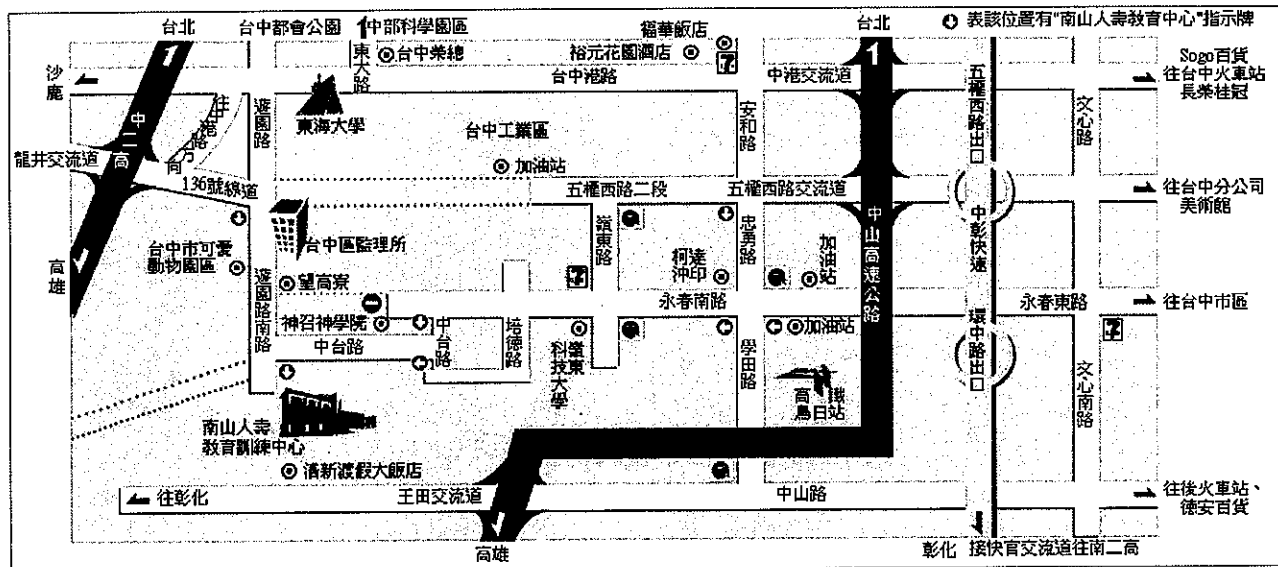 台北
台中都會公園
中部科學園區
福華飯店
台北
表該位置有"南山人壽教育中心"指示牌
東大路
台中榮總
裕元花園酒店
沙鹿
台中港路
中港交流道
五權西路出口
Sogo百貨
往台中火車站
長榮桂冠
往中港路方向
遊園路
東海大學
台中工業區
安和路
文心路
中二高
龍井交流道
加油站
136號線道
五權西路二段
五權西路交流道
往台中分公司
美術館
台中區監理所
嶺東路
忠勇路
中山高速公路
中彰快速
台中市可愛
動物園區
柯達
沖印
加油站
高雄
遊園路南路
望高寮
永春南路
永春東路
往台中市區
神召神學院
中台路
中台路
培德路
嶺東
科技大學
加油站
環中路出口
學田路
高鐵
烏日站
文心南路
南山人壽
教育訓練中心
清新渡假大飯店
往彰化
王田交流道
中山路
往後火車站、
德安百貨
高雄
彰化
接快官交流道往南二高